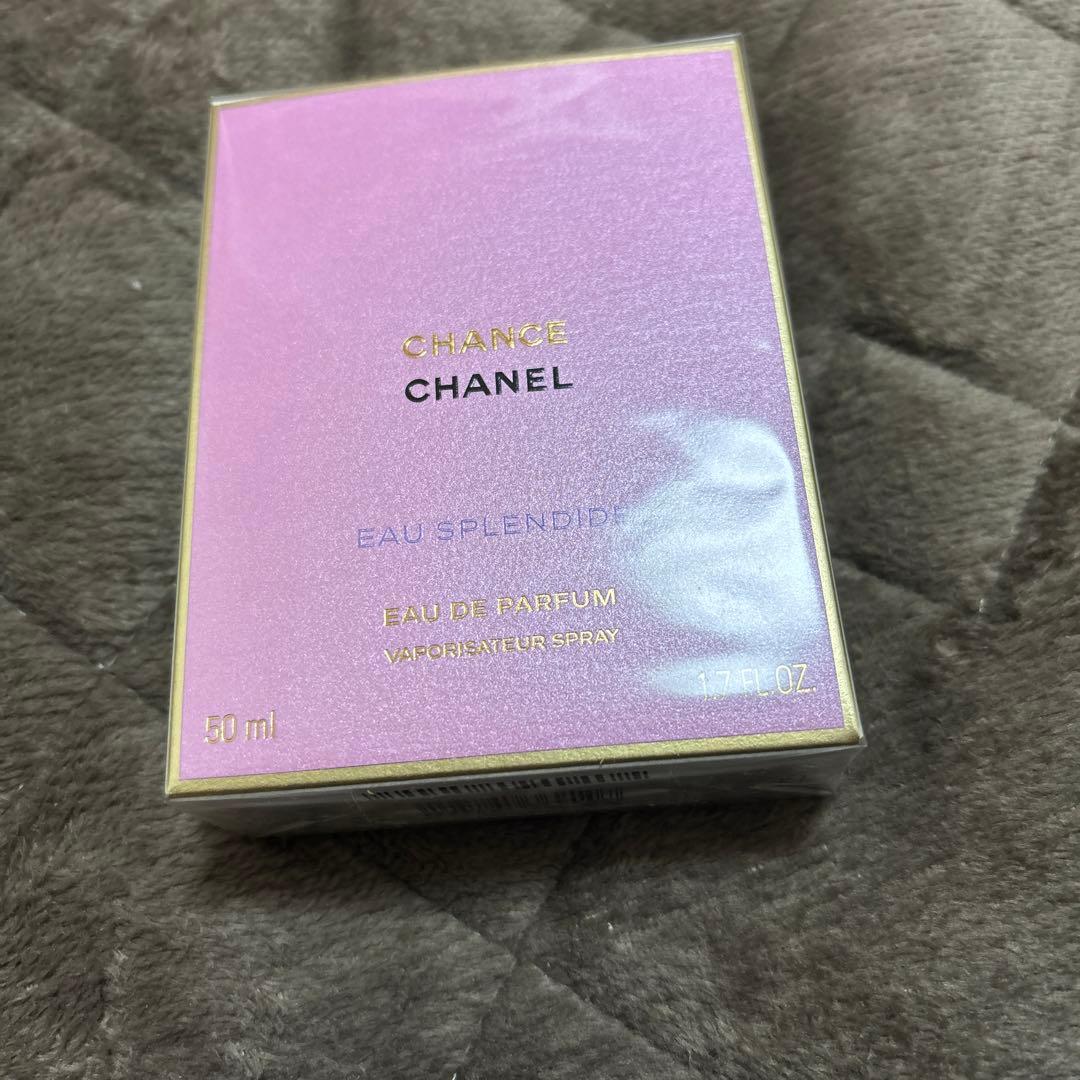 CHANCE
CHANEL
EAU SPLENDIDE
EAU DE PARFUM
VAPORISATEUR SPRAY
50 ml
1.7 FL.OZ.